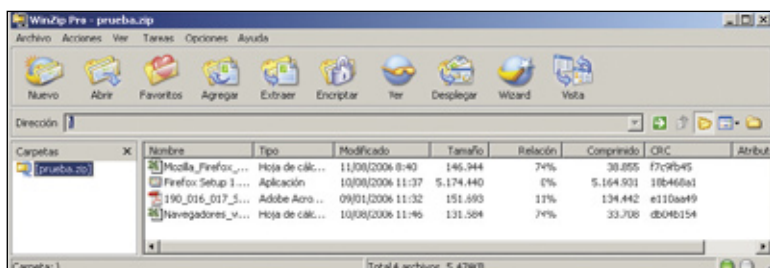 WinZip Pro - prueba.zip
Archivo Acciones Ver Tareas Opciones Ayuda
Nuevo Abrir Favoritos Agregar Extraer Encriptar Ver Desplegar Wizard Vista
Dirección
Carpetas X Nombre Tipo Modificado Tamaño Relación Comprimido CRC Atribut
[prueba.zip]
Mozilla_Firefox_... Hoja de cálc... 11/08/2006 8:40 146.944 74% 38.855 f7c9fb45
Firefox Setup 1.... Aplicación 10/08/2006 11:37 5.174.440 0% 5.164.931 18b468a1
190_016_017_S... Adobe Acro... 09/01/2006 11:32 151.693 11% 134.442 e110aa49
Navegadores_v... Hoja de cálc... 10/08/2006 11:46 131.584 74% 33.708 db04b154
Carpeta: \ Total 4 archivos, 5.474KB